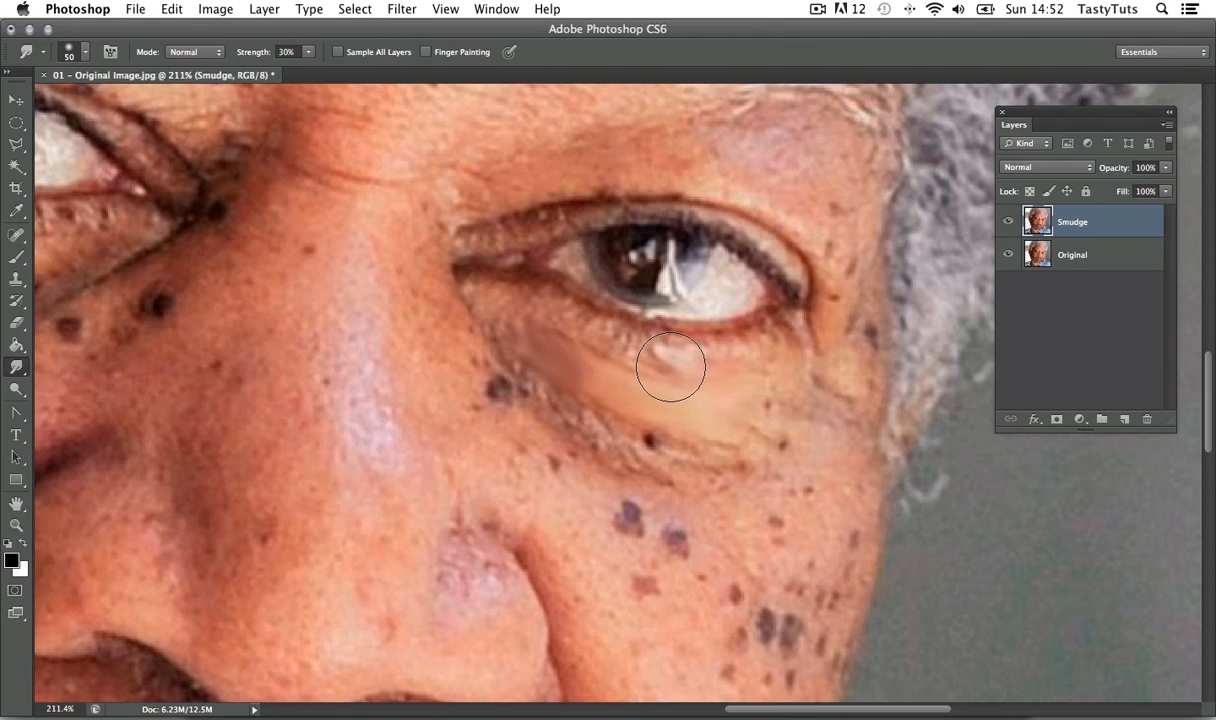 Photoshop File Edit Image Layer Type Select Filter View Window Help 12 Sun 14:52 TastyTuts
Adobe Photoshop CS6
50 Mode: Normal Strength: 30% Sample All Layers Finger Painting Essentials
01 - Original Image.jpg @ 211% (Smudge, RGB/8) *
Layers
Kind
Normal Opacity: 100%
Lock: Fill: 100%
Smudge
Original
fx
211.4% Doc: 6.23M/12.5M